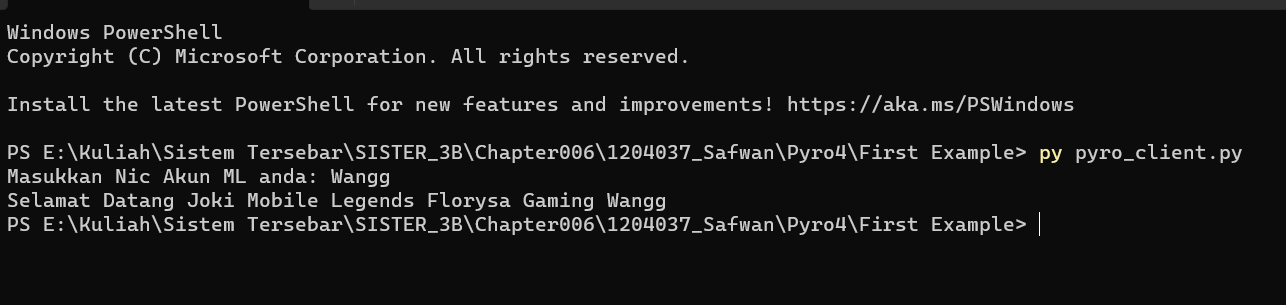 Windows PowerShell
Copyright (C) Microsoft Corporation. All rights reserved.
Install the latest PowerShell for new features and improvements! https://aka.ms/PSWindows
PS E:\Kuliah\Sistem Tersebar\SISTER_3B\Chapter006\1204037_Safwan\Pyro4\First Example> py pyro_client.py
Masukkan Nic Akun ML anda: Wangg
Selamat Datang Joki Mobile Legends Florysa Gaming Wangg
PS E:\Kuliah\Sistem Tersebar\SISTER_3B\Chapter006\1204037_Safwan\Pyro4\First Example>